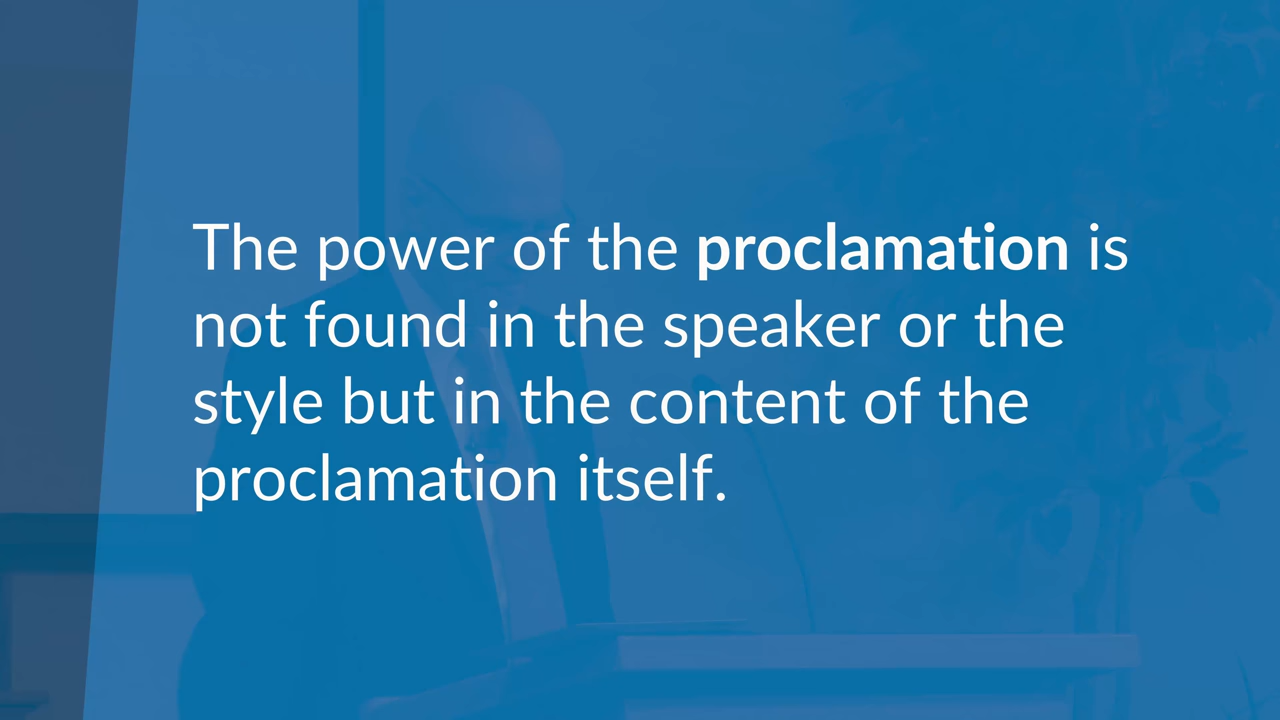 The power of the proclamation is
not found in the speaker or the
style but in the content of the
proclamation itself.